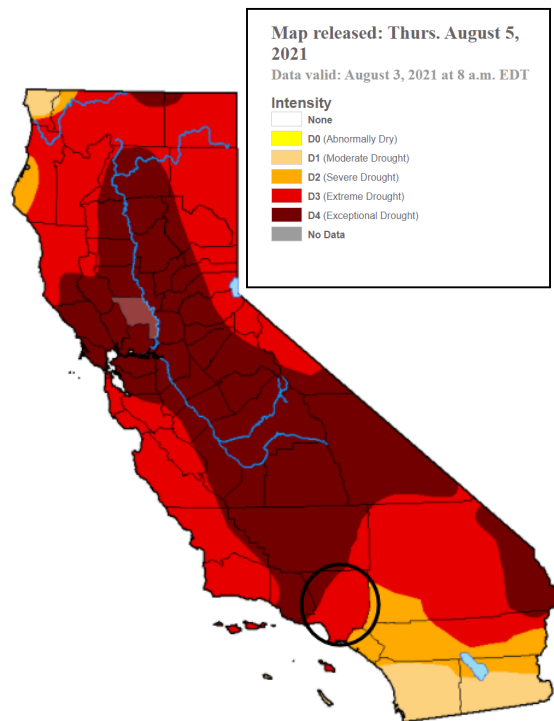 Map released: Thurs. August 5,
2021
Data valid: August 3, 2021 at 8 a.m. EDT
Intensity
None
D0 (Abnormally Dry)
D1 (Moderate Drought)
D2 (Severe Drought)
D3 (Extreme Drought)
D4 (Exceptional Drought)
No Data